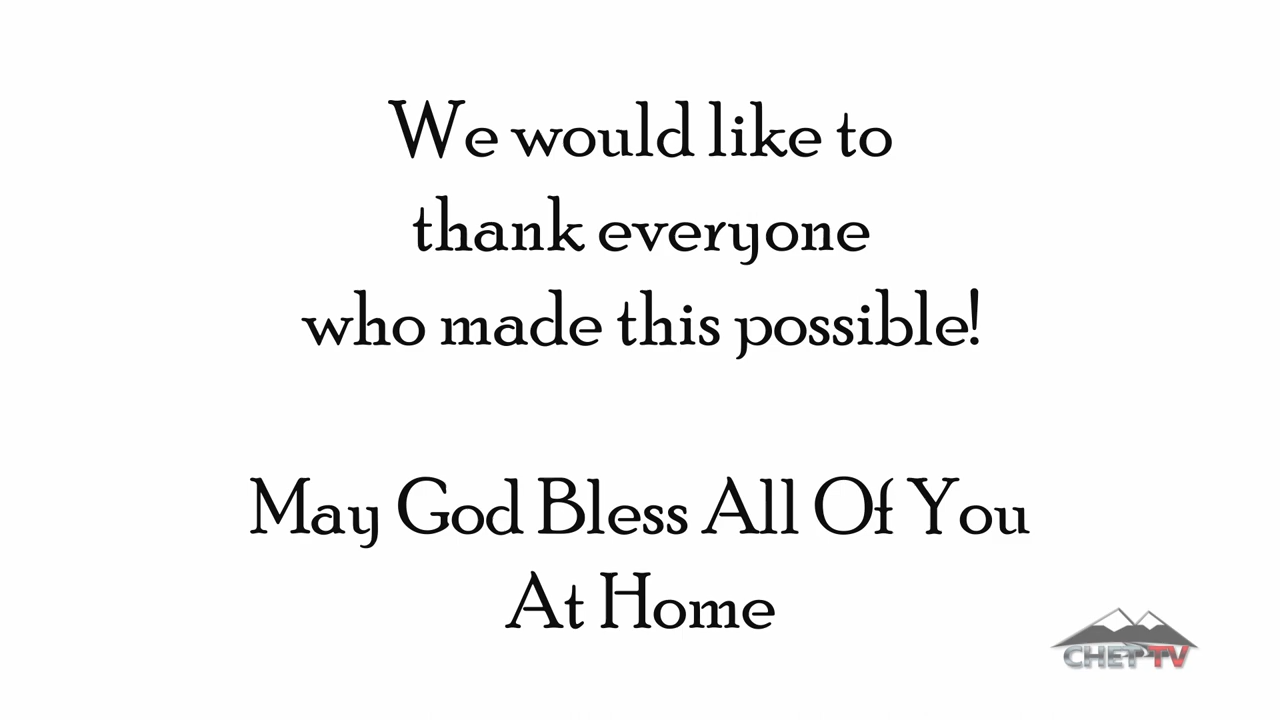 We would like to
thank everyone
who made this possible!
May God Bless All Of You
At Home
CHET TV